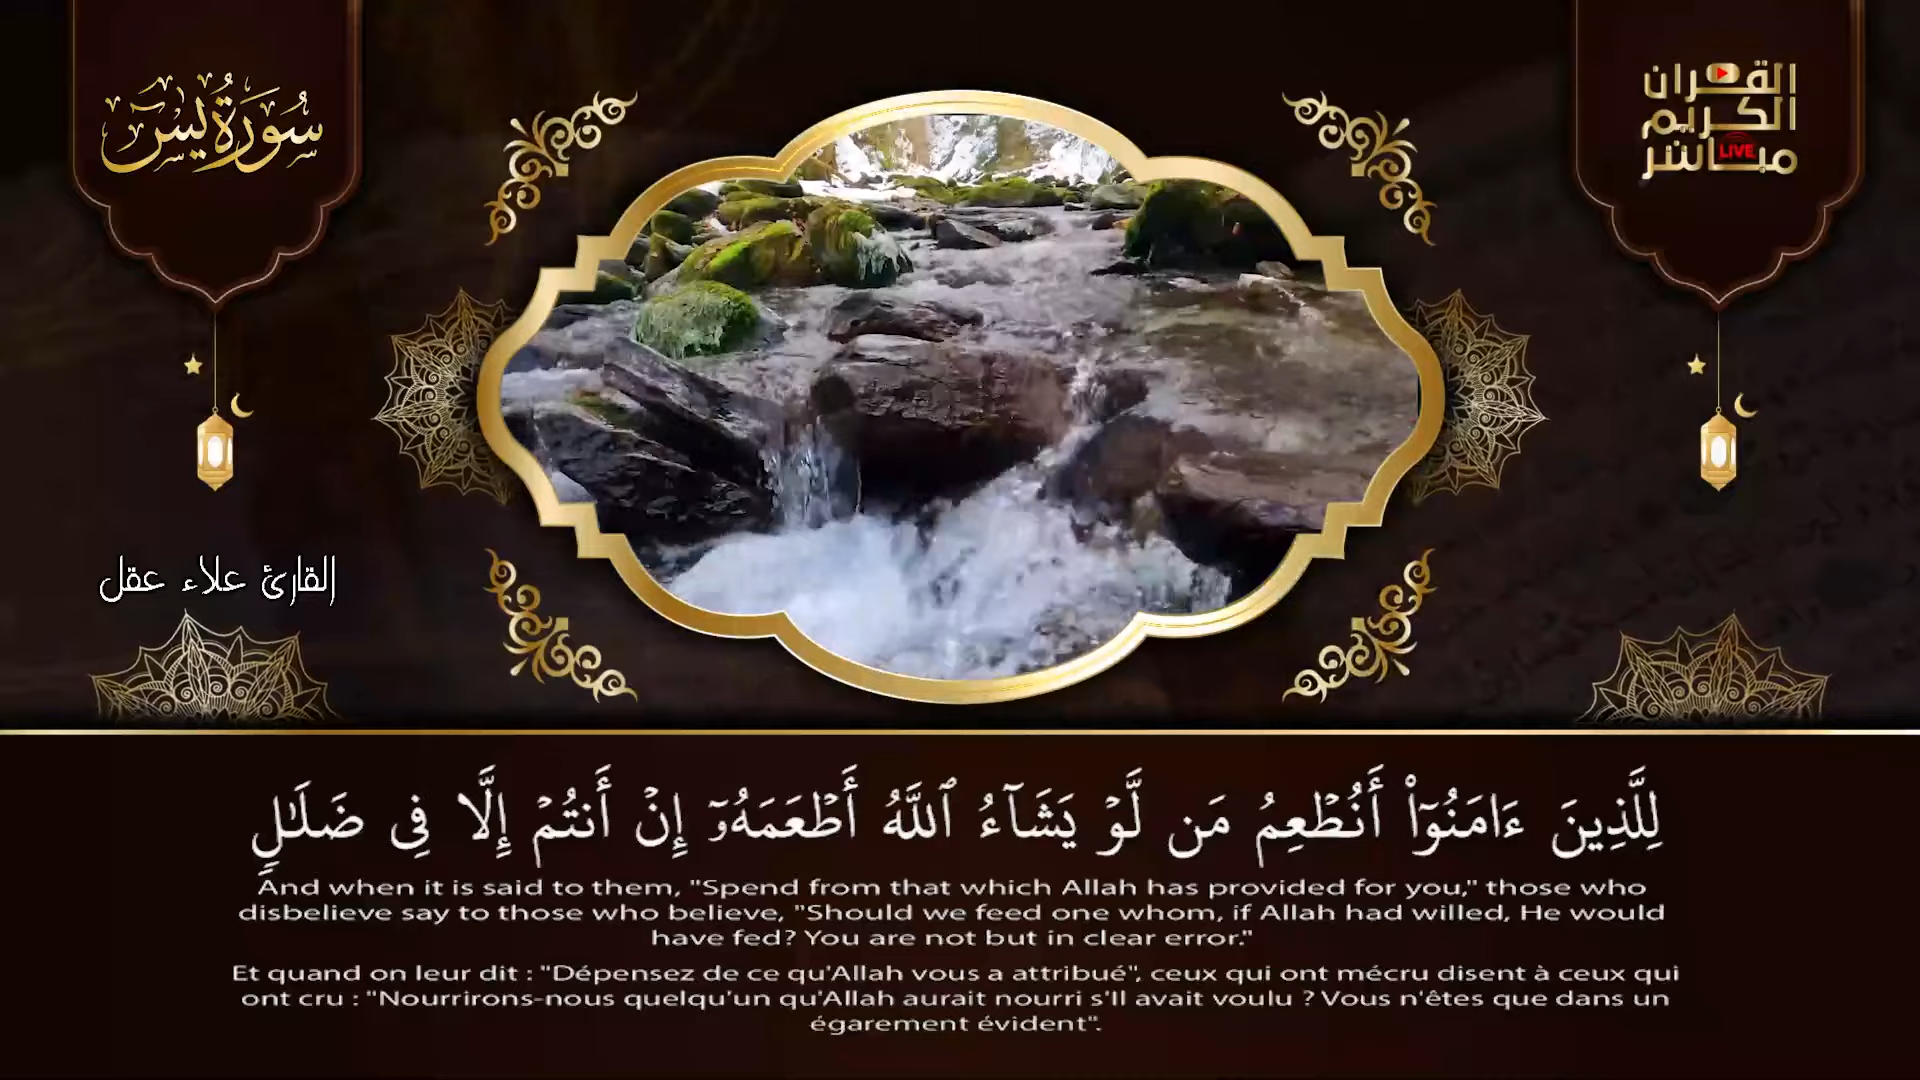 سُورَةُ يس
القرآن
الكريم
LIVE
مباشر
القارئ علاء عقل
لِلَّذِينَ ءَامَنُوٓا۟ أَنُطْعِمُ مَن لَّوْ يَشَآءُ ٱللَّهُ أَطْعَمَهُۥٓ إِنْ أَنتُمْ إِلَّا فِى ضَلَـٰلٍ
And when it is said to them, "Spend from that which Allah has provided for you," those who
disbelieve say to those who believe, "Should we feed one whom, if Allah had willed, He would
have fed? You are not but in clear error."
Et quand on leur dit : "Dépensez de ce qu'Allah vous a attribué", ceux qui ont mécru disent à ceux qui
ont cru : "Nourrirons-nous quelqu'un qu'Allah aurait nourri s'Il avait voulu ? Vous n'êtes que dans un
égarement évident".